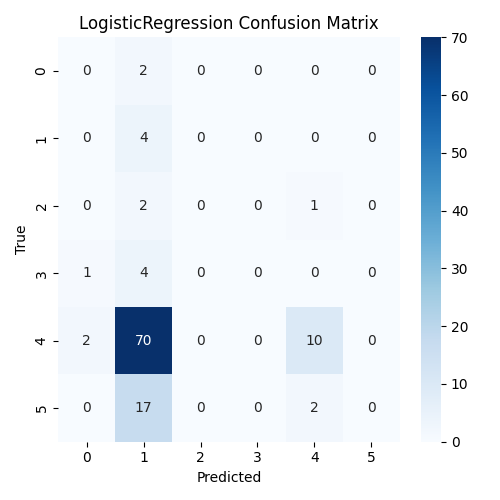 LogisticRegression Confusion Matrix
0 0 2 0 0 0 0
1 0 4 0 0 0 0
2 0 2 0 0 1 0
3 1 4 0 0 0 0
4 2 70 0 0 10 0
5 0 17 0 0 2 0
0 1 2 3 4 5
True
Predicted
70
60
50
40
30
20
10
0